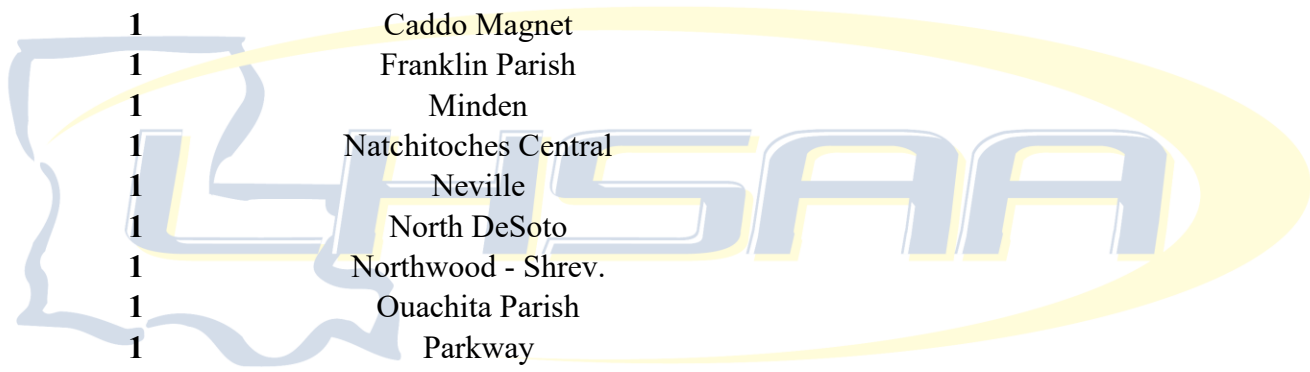 1 Caddo Magnet
1 Franklin Parish
1 Minden
1 Natchitoches Central
1 Neville
1 North DeSoto
1 Northwood - Shrev.
1 Ouachita Parish
1 Parkway
LHSAA